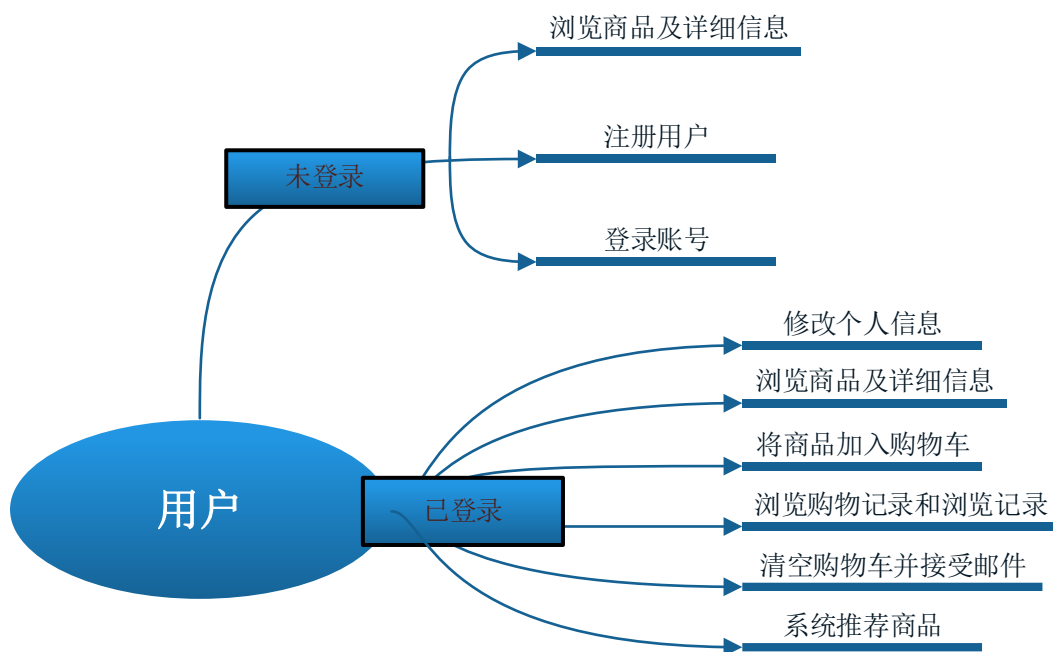 浏览商品及详细信息
注册用户
未登录
登录账号
修改个人信息
浏览商品及详细信息
将商品加入购物车
用户
已登录
浏览购物记录和浏览记录
清空购物车并接受邮件
系统推荐商品